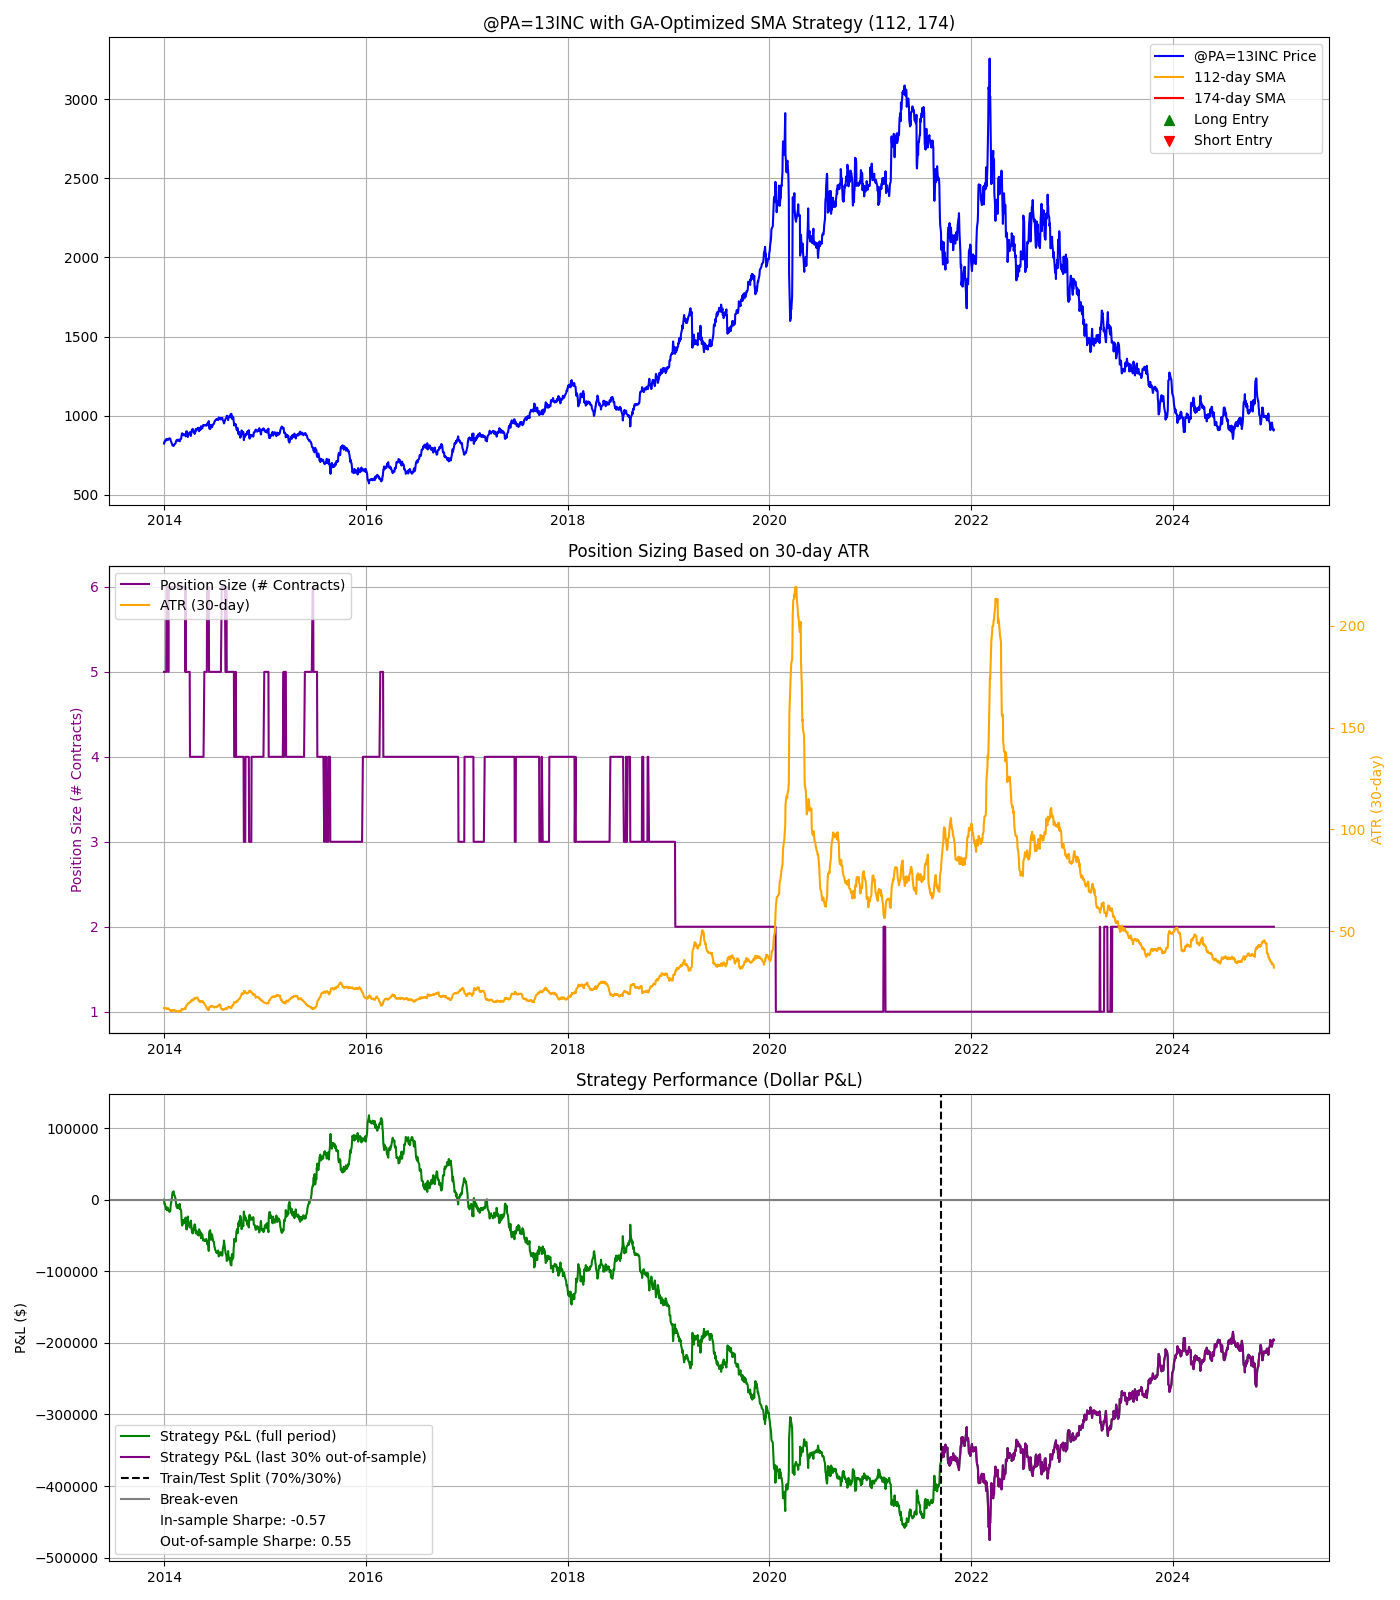 @PA=13INC with GA-Optimized SMA Strategy (112, 174)
@PA=13INC Price
112-day SMA
174-day SMA
Long Entry
Short Entry
3000
2500
2000
1500
1000
500
2014 2016 2018 2020 2022 2024
Position Sizing Based on 30-day ATR
Position Size (# Contracts)
ATR (30-day)
6
5
4
3
2
1
Position Size (# Contracts)
200
150
100
50
ATR (30-day)
2014 2016 2018 2020 2022 2024
Strategy Performance (Dollar P&L)
100000
0
−100000
−200000
−300000
−400000
−500000
P&L ($)
Strategy P&L (full period)
Strategy P&L (last 30% out-of-sample)
Train/Test Split (70%/30%)
Break-even
In-sample Sharpe: -0.57
Out-of-sample Sharpe: 0.55
2014 2016 2018 2020 2022 2024